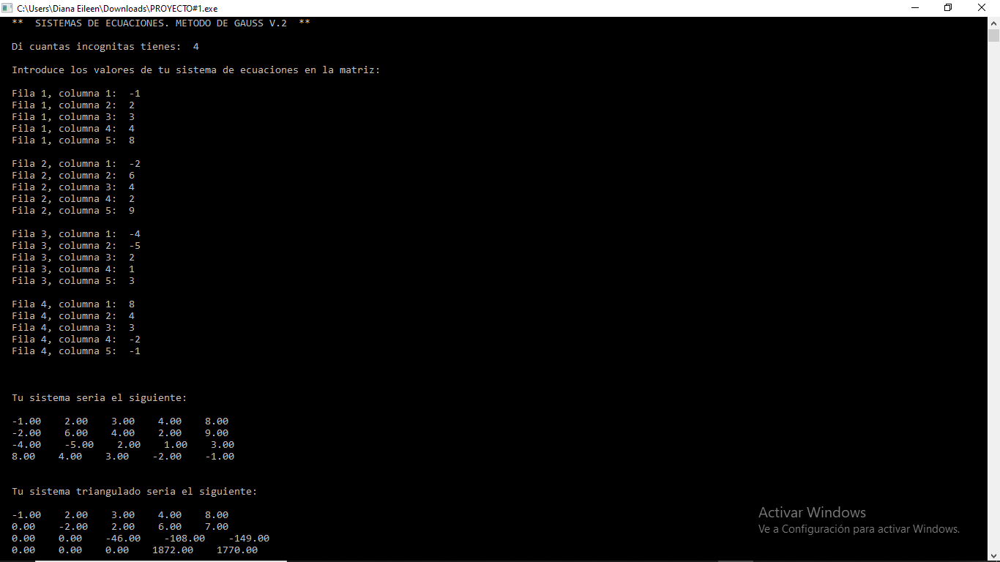 C:\Users\Diana Eileen\Downloads\PROYECTO#1.exe
** SISTEMAS DE ECUACIONES. METODO DE GAUSS V.2 **
Di cuantas incognitas tienes: 4
Introduce los valores de tu sistema de ecuaciones en la matriz:
Fila 1, columna 1: -1
Fila 1, columna 2: 2
Fila 1, columna 3: 3
Fila 1, columna 4: 4
Fila 1, columna 5: 8
Fila 2, columna 1: -2
Fila 2, columna 2: 6
Fila 2, columna 3: 4
Fila 2, columna 4: 2
Fila 2, columna 5: 9
Fila 3, columna 1: -4
Fila 3, columna 2: -5
Fila 3, columna 3: 2
Fila 3, columna 4: 1
Fila 3, columna 5: 3
Fila 4, columna 1: 8
Fila 4, columna 2: 4
Fila 4, columna 3: 3
Fila 4, columna 4: -2
Fila 4, columna 5: -1
Tu sistema seria el siguiente:
-1.00 2.00 3.00 4.00 8.00
-2.00 6.00 4.00 2.00 9.00
-4.00 -5.00 2.00 1.00 3.00
8.00 4.00 3.00 -2.00 -1.00
Tu sistema triangulado seria el siguiente:
-1.00 2.00 3.00 4.00 8.00
0.00 -2.00 2.00 6.00 7.00
0.00 0.00 -46.00 -108.00 -149.00
0.00 0.00 0.00 1872.00 1770.00
Activar Windows
Ve a Configuración para activar Windows.